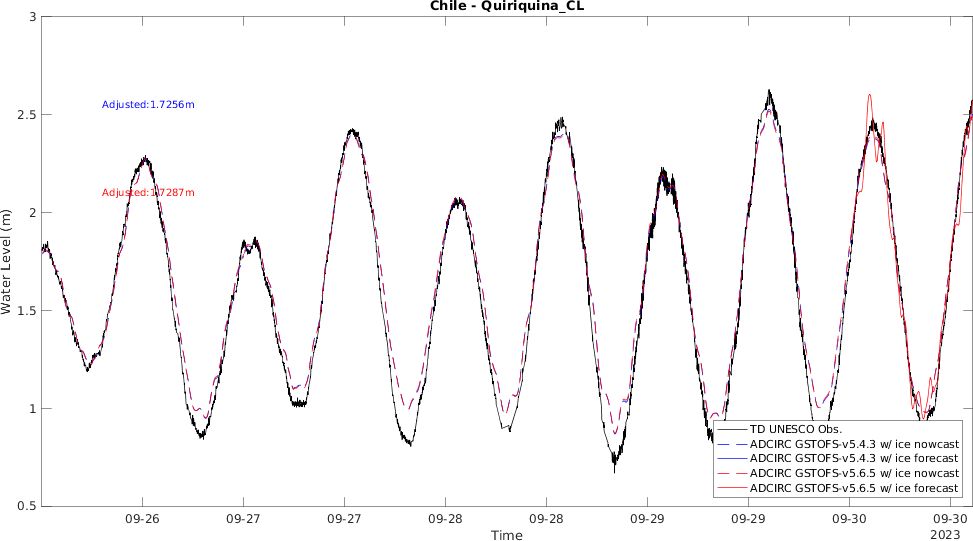 Chile - Quiriquina_CL
3
2.5
2
1.5
1
0.5
Water Level (m)
Adjusted:1.7256m
Adjusted:1.7287m
TD UNESCO Obs.
ADCIRC GSTOFS-v5.4.3 w/ ice nowcast
ADCIRC GSTOFS-v5.4.3 w/ ice forecast
ADCIRC GSTOFS-v5.6.5 w/ ice nowcast
ADCIRC GSTOFS-v5.6.5 w/ ice forecast
09-26 09-27 09-27 09-28 09-28 09-29 09-29 09-30 09-30
Time 2023